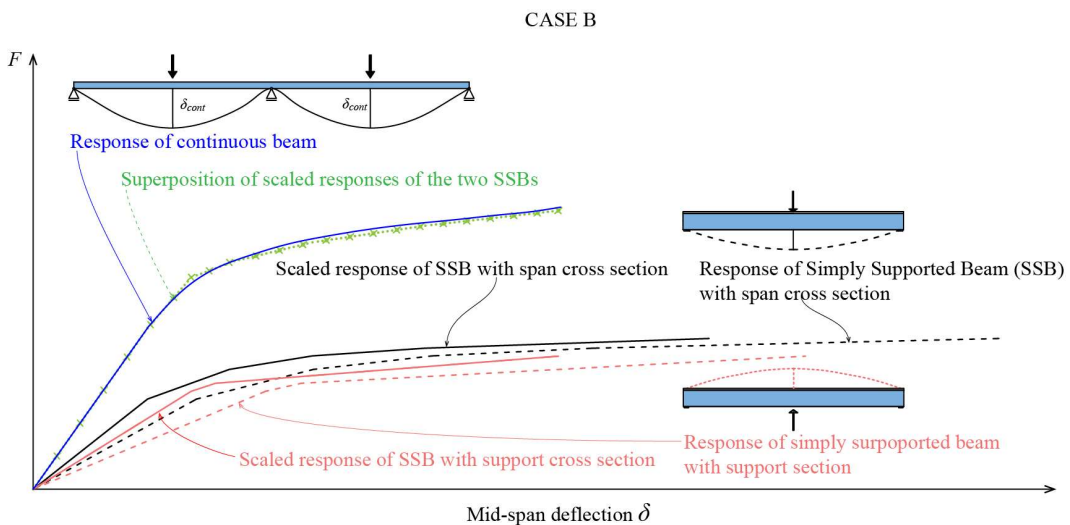 CASE B
F
δcont
δcont
Response of continuous beam
Superposition of scaled responses of the two SSBs
Scaled response of SSB with span cross section
Response of Simply Supported Beam (SSB)
with span cross section
Scaled response of SSB with support cross section
Response of simply surpoported beam
with support section
Mid-span deflection δ